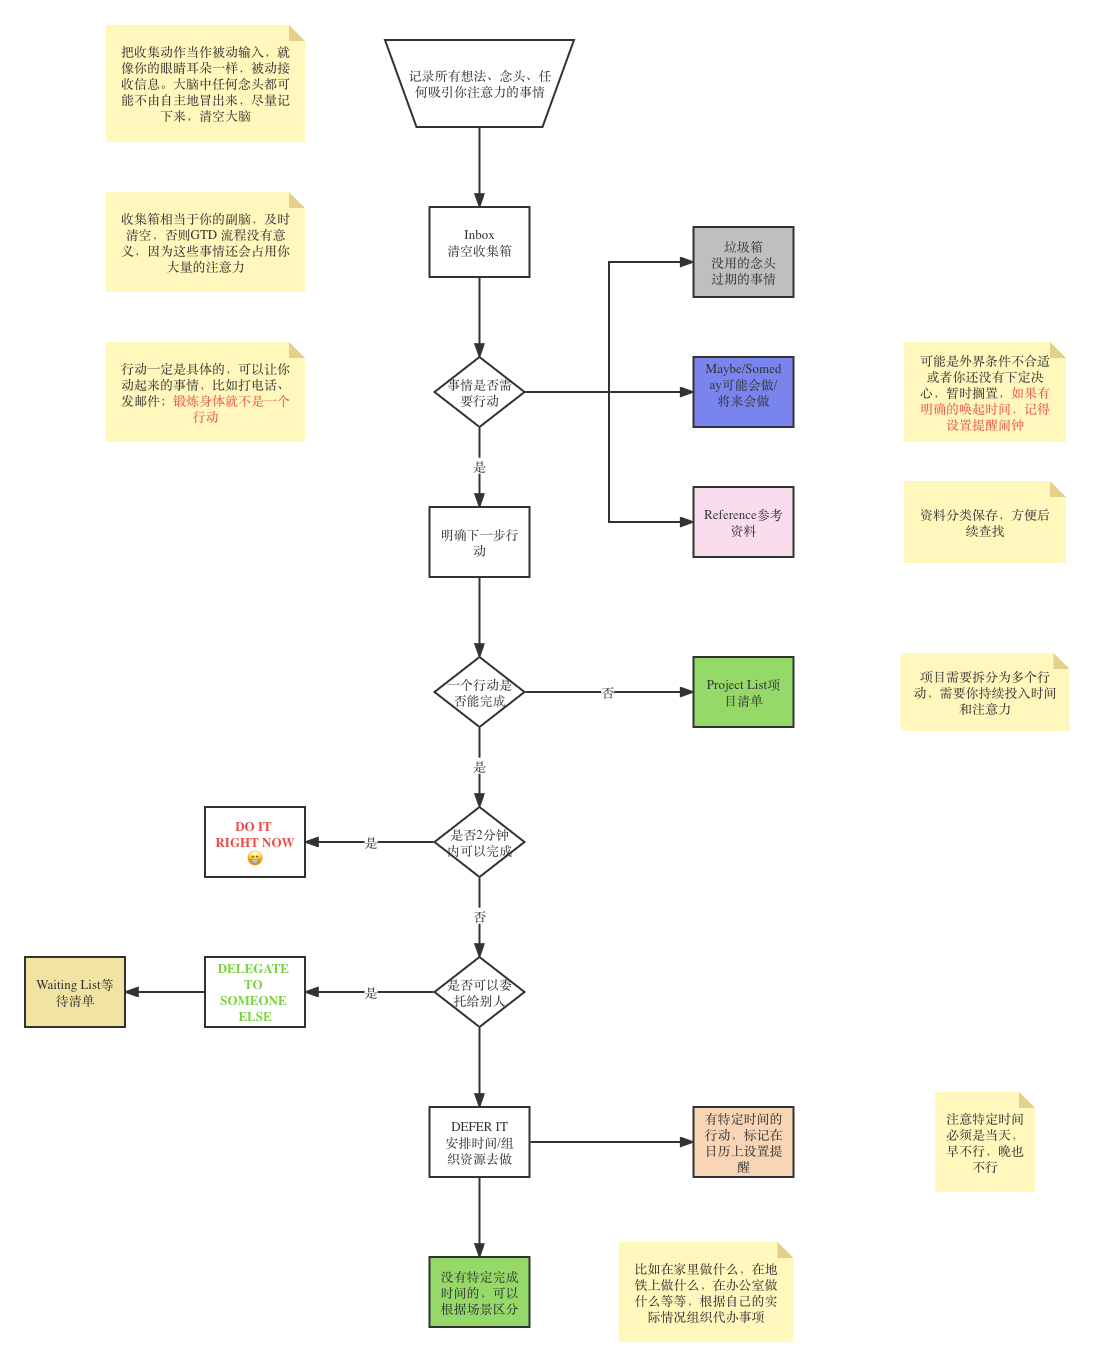 把收集动作当作被动输入，就
像你的眼睛耳朵一样，被动接
收信息。大脑中任何念头都可
能不由自主地冒出来，尽量记
下来，清空大脑
记录所有想法、念头、任
何吸引你注意力的事情
收集箱相当于你的副脑，及时
清空，否则GTD 流程没有意
义，因为这些事情还会占用你
大量的注意力
Inbox
清空收集箱
垃圾箱
没用的念头
过期的事情
行动一定是具体的，可以让你
动起来的事情，比如打电话、
发邮件；锻炼身体就不是一个
行动
事情是否需
要行动
Maybe/Somed
ay可能会做/
将来会做
可能是外界条件不合适
或者你还没有下定决
心，暂时搁置，如果有
明确的唤起时间，记得
设置提醒闹钟
是
明确下一步行
动
Reference参考
资料
资料分类保存，方便后
续查找
一个行动是
否能完成
否
Project List项
目清单
项目需要拆分为多个行
动，需要你持续投入时间
和注意力
是
DO IT
RIGHT NOW
😁
是
是否2分钟
内可以完成
否
Waiting List等
待清单
DELEGATE
TO
SOMEONE
ELSE
是
是否可以委
托给别人
DEFER IT
安排时间/组
织资源去做
有特定时间的
行动，标记在
日历上设置提
醒
注意特定时间
必须是当天，
早不行，晚也
不行
没有特定完成
时间的，可以
根据场景区分
比如在家里做什么，在地
铁上做什么，在办公室做
什么等等，根据自己的实
际情况组织代办事项